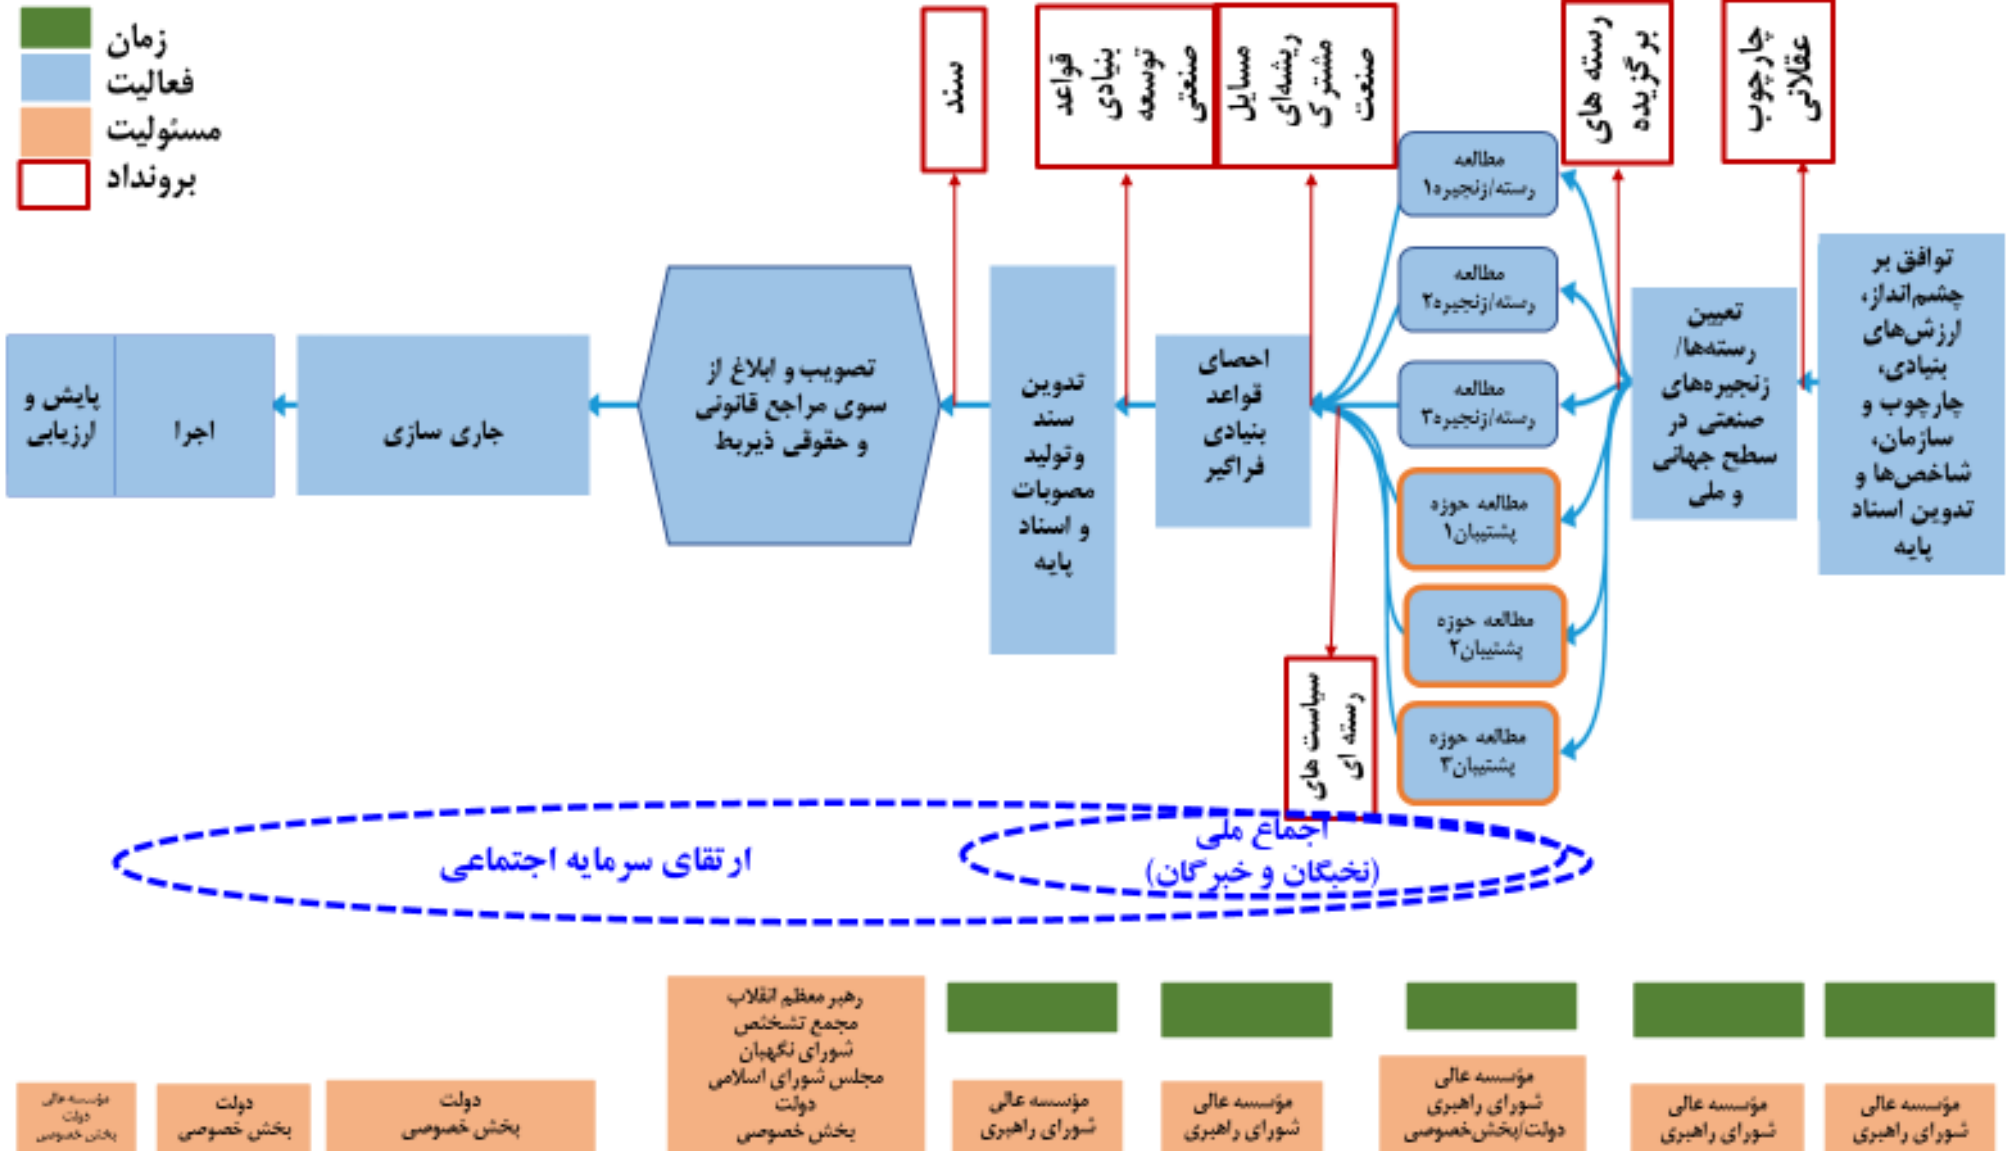 زمان
فعالیت
مسئولیت
برونداد
چارچوب
عقلانی
رسته های
برگزیده
مسایل
ریشه‌ای
مشترک
صنعت
قواعد
بنیادی
توسعه
صنعتی
سند
توافق بر
چشم‌انداز،
ارزش‌های
بنیادی،
چارچوب و
سازمان،
شاخص‌ها و
تدوین اسناد
پایه
تعیین
رسته‌ها/
زنجیره‌های
صنعتی در
سطح جهانی
و ملی
مطالعه
رسته/زنجیره۱
مطالعه
رسته/زنجیره۲
مطالعه
رسته/زنجیره۳
مطالعه حوزه
پشتیبان۱
مطالعه حوزه
پشتیبان۲
مطالعه حوزه
پشتیبان۳
احصای
قواعد
بنیادی
فراگیر
تدوین
سند
وتولید
مصوبات
و اسناد
پایه
تصویب و ابلاغ از
سوی مراجع قانونی
و حقوقی ذیربط
جاری سازی
اجرا
پایش و
ارزیابی
سیاست های
رسته ای
اجماع ملی
(نخبگان و خبرگان)
ارتقای سرمایه اجتماعی
مؤسسه عالی
شورای راهبری
مؤسسه عالی
شورای راهبری
مؤسسه عالی
شورای راهبری
دولت/بخش‌خصوصی
مؤسسه عالی
شورای راهبری
مؤسسه عالی
شورای راهبری
رهبر معظم انقلاب
مجمع تشخص
شورای نگهبان
مجلس شورای اسلامی
دولت
بخش خصوصی
دولت
بخش خصوصی
دولت
بخش خصوصی
مؤسسه عالی
دولت
بخش خصوصی